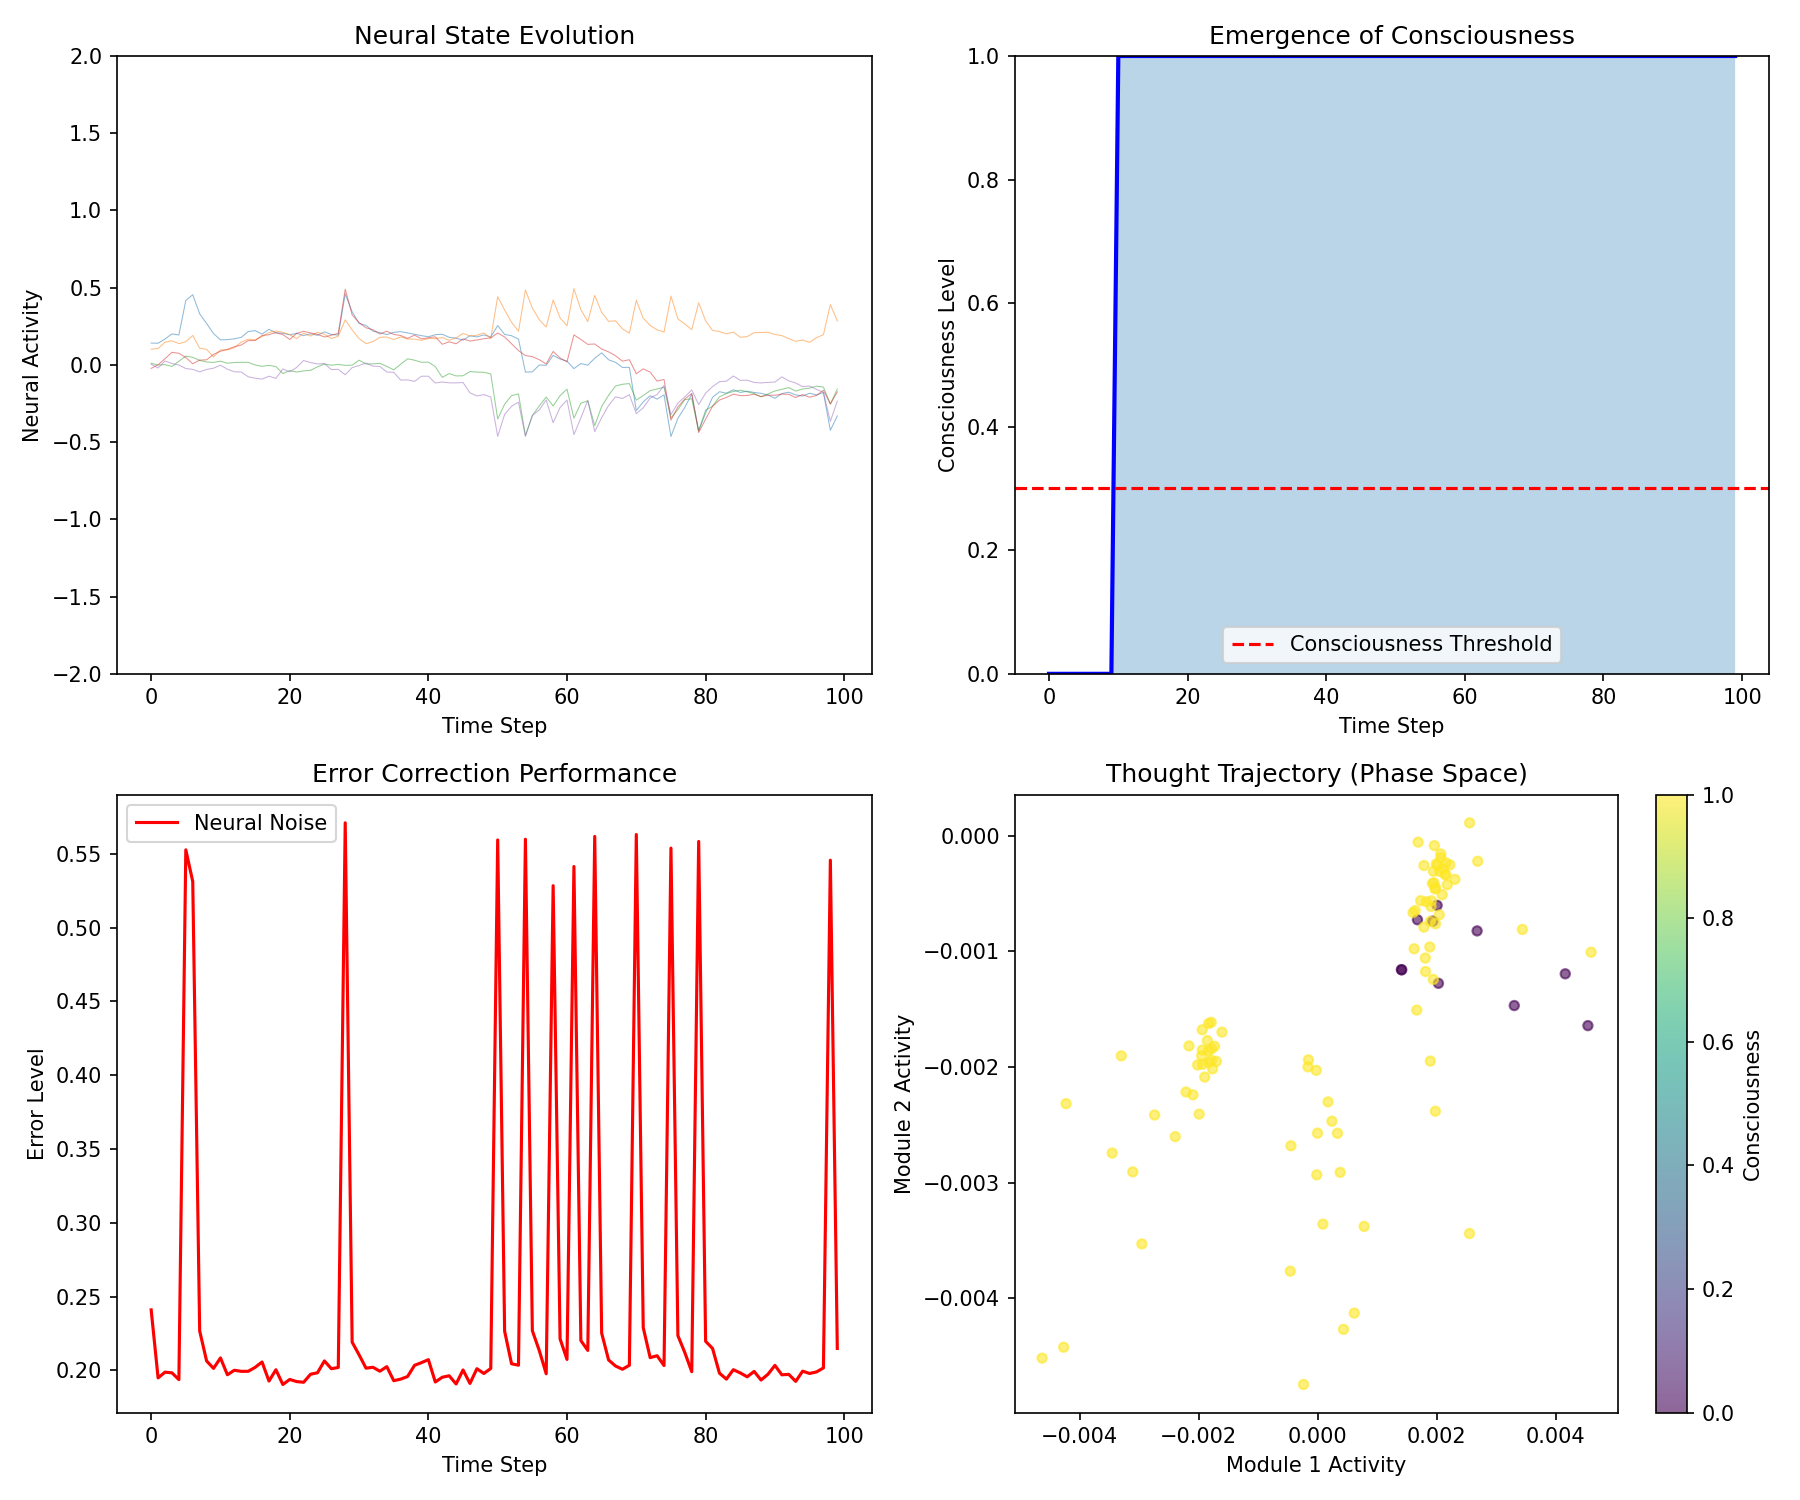 Neural State Evolution
2.0
1.5
1.0
0.5
0.0
−0.5
−1.0
−1.5
−2.0
Neural Activity
0 20 40 60 80 100
Time Step
Emergence of Consciousness
1.0
0.8
0.6
0.4
0.2
0.0
Consciousness Level
Consciousness Threshold
0 20 40 60 80 100
Time Step
Error Correction Performance
Neural Noise
0.55
0.50
0.45
0.40
0.35
0.30
0.25
0.20
Error Level
0 20 40 60 80 100
Time Step
Thought Trajectory (Phase Space)
0.000
−0.001
−0.002
−0.003
−0.004
Module 2 Activity
−0.004 −0.002 0.000 0.002 0.004
Module 1 Activity
1.0
0.8
0.6
0.4
0.2
0.0
Consciousness